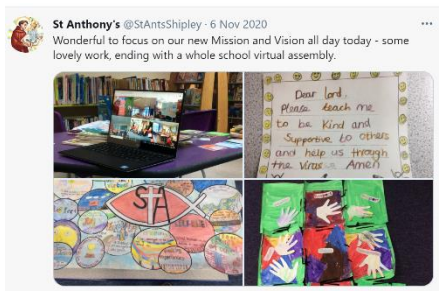 St Anthony's @StAntsShipley · 6 Nov 2020
Wonderful to focus on our new Mission and Vision all day today - some
lovely work, ending with a whole school virtual assembly.
Dear lord,
Please teach me
to be Kind and
Supportive to others
and help us through
the Virus Amen
StA